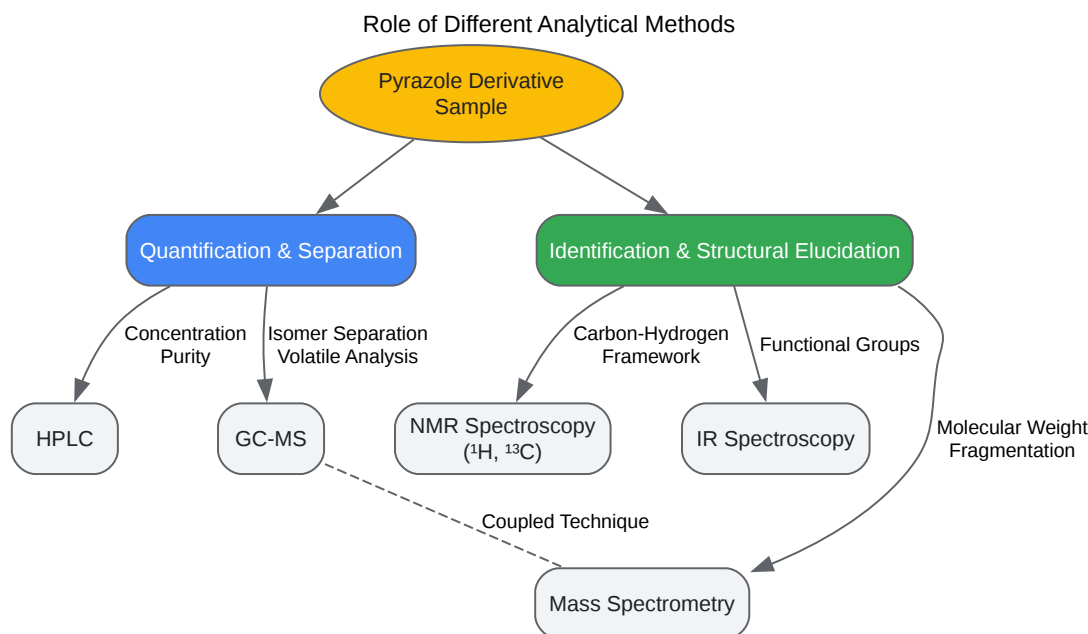 Role of Different Analytical Methods
Pyrazole Derivative
Sample
Quantification & Separation
Identification & Structural Elucidation
Concentration
Purity
Isomer Separation
Volatile Analysis
Carbon-Hydrogen
Framework
Functional Groups
Molecular Weight
Fragmentation
HPLC
GC-MS
NMR Spectroscopy
(¹H, ¹³C)
IR Spectroscopy
Coupled Technique
Mass Spectrometry